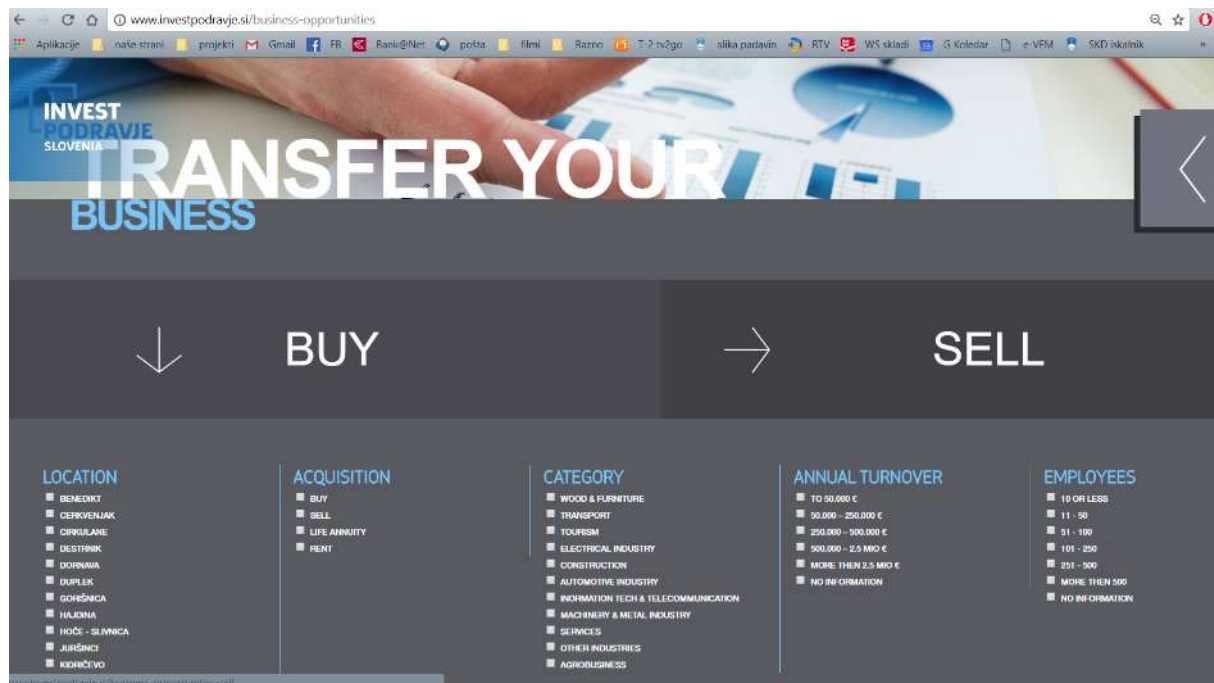 www.investpodravje.si/business-opportunities
Aplikacije naše strani projekti Gmail FB Bank@Net pošta filmi Razno T-2 tv2go slika padavin RTV WS skladi G Koledar e-VEM SKD iskalnik »
INVEST
PODRAVJE
SLOVENIA
TRANSFER YOUR
BUSINESS
BUY
SELL
LOCATION
BENEDIKT
CERKVENJAK
CIRKULANE
DESTRNIK
DORNAVA
DUPLEK
GORIŠNICA
HAJDINA
HOČE - SLIVNICA
JURŠINCI
KIDRIČEVO
ACQUISITION
BUY
SELL
LIFE ANNUITY
RENT
CATEGORY
WOOD & FURNITURE
TRANSPORT
TOURISM
ELECTRICAL INDUSTRY
CONSTRUCTION
AUTOMOTIVE INDUSTRY
INORMATION TECH & TELECOMMUNICATION
MACHINERY & METAL INDUSTRY
SERVICES
OTHER INDUSTRIES
AGROBUSINESS
ANNUAL TURNOVER
TO 50.000 €
50.000 – 250.000 €
250.000 – 500.000 €
500.000 – 2.5 MIO €
MORE THEN 2.5 MIO €
NO INFORMATION
EMPLOYEES
10 OR LESS
11 - 50
51 - 100
101 - 250
251 - 500
MORE THEN 500
NO INFORMATION